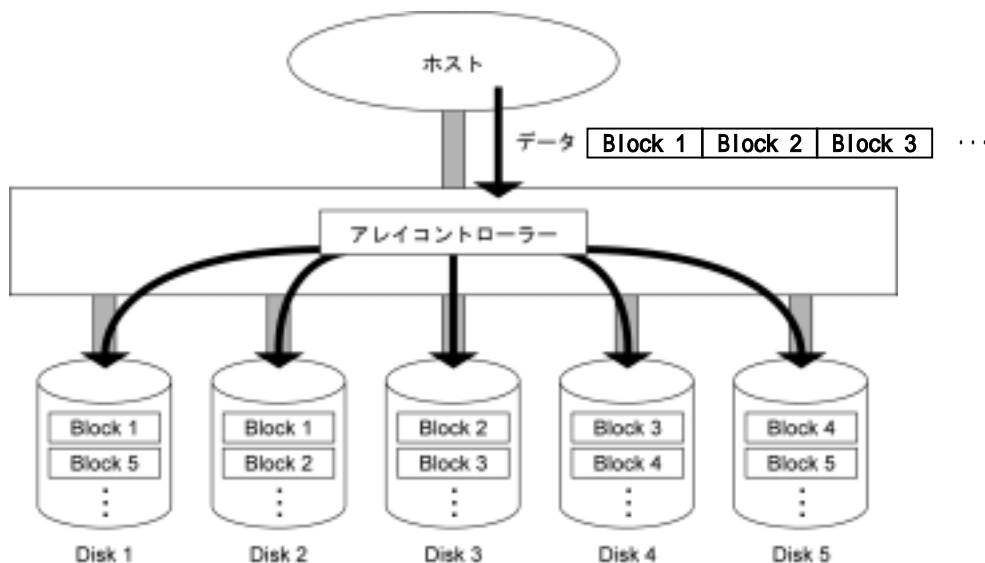 ホスト
データ Block 1 Block 2 Block 3 ···
アレイコントローラー
Block 1 Block 1 Block 2 Block 3 Block 4
Block 5 Block 2 Block 3 Block 4 Block 5
Disk 1 Disk 2 Disk 3 Disk 4 Disk 5